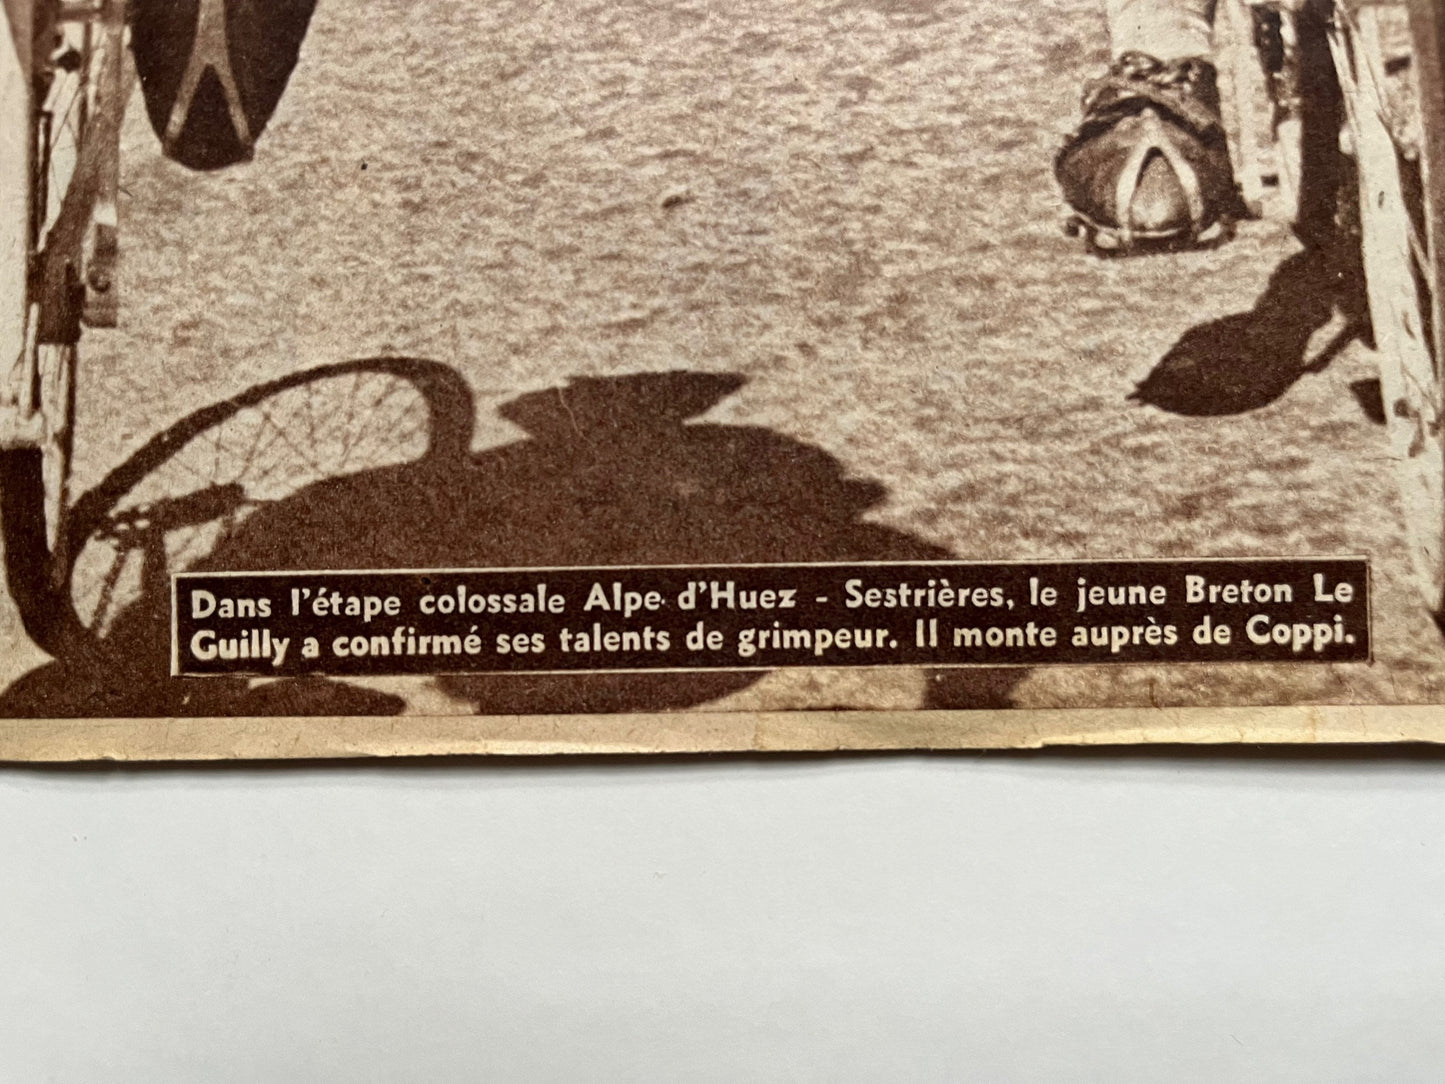 Dans l'étape colossale Alpe d'Huez - Sestrières, le jeune Breton Le
Guilly a confirmé ses talents de grimpeur. Il monte auprès de Coppi.